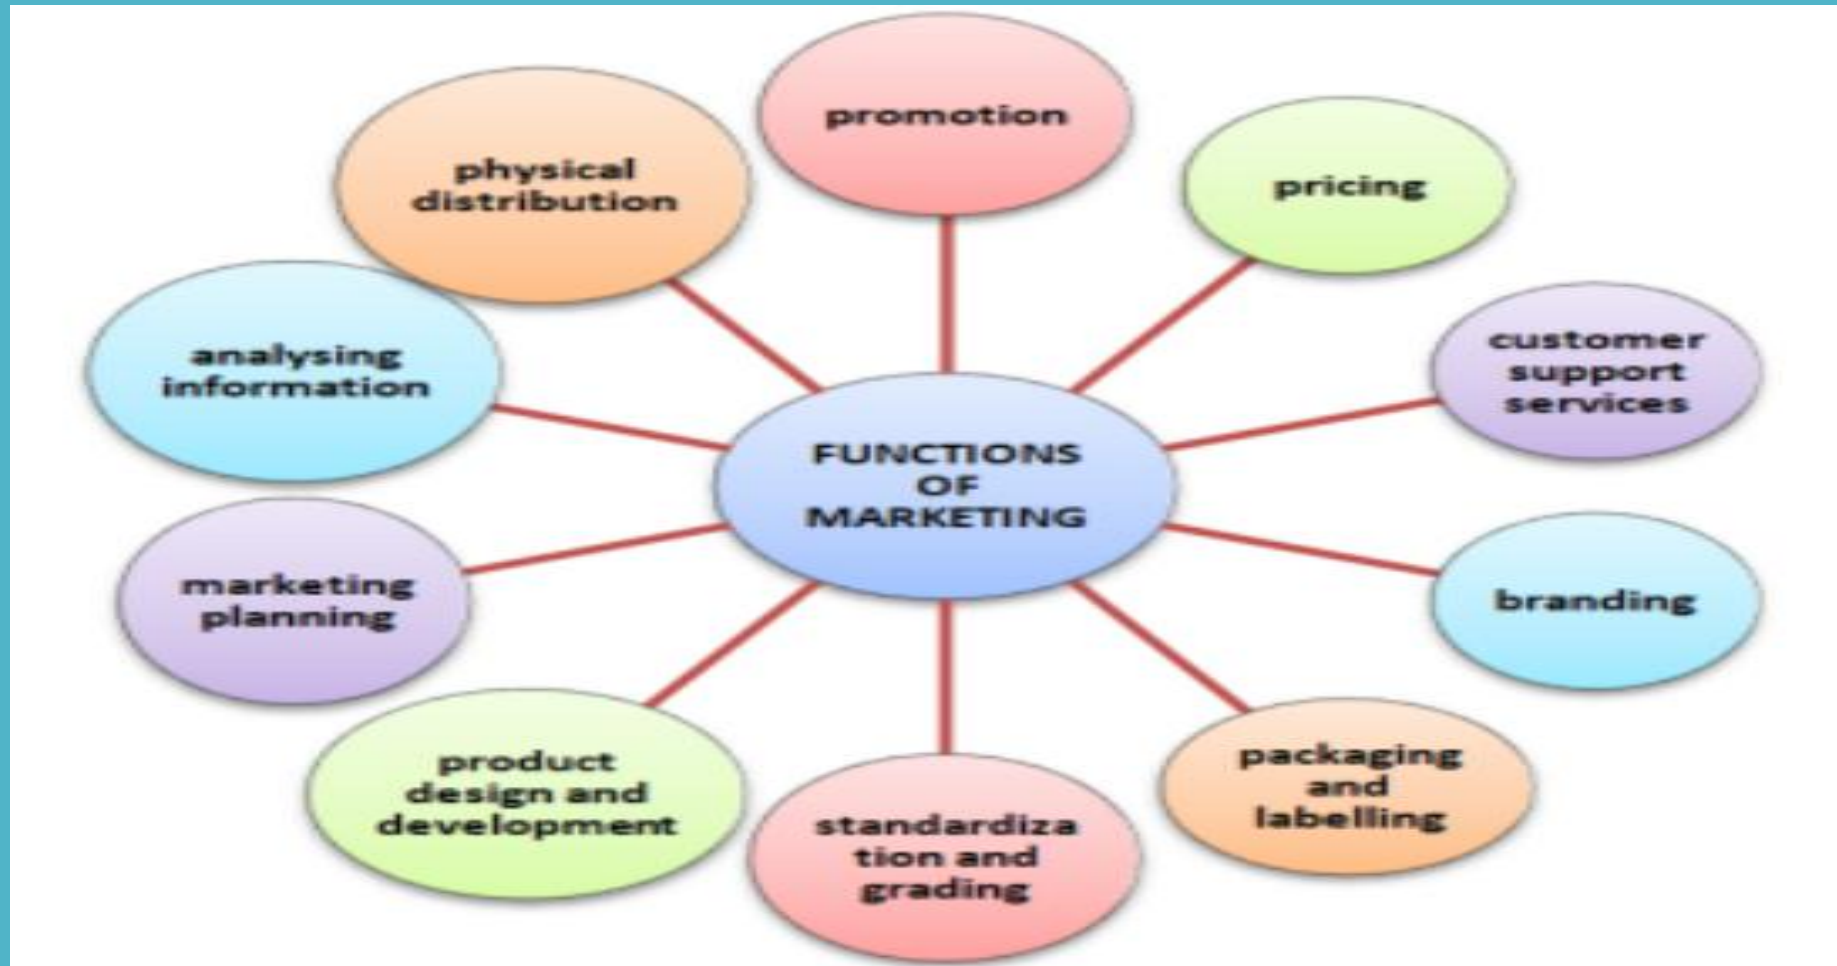 promotion
pricing
customer
support
services
branding
packaging
and
labelling
standardiza
tion and
grading
product
design and
development
marketing
planning
analysing
information
physical
distribution
FUNCTIONS
OF
MARKETING